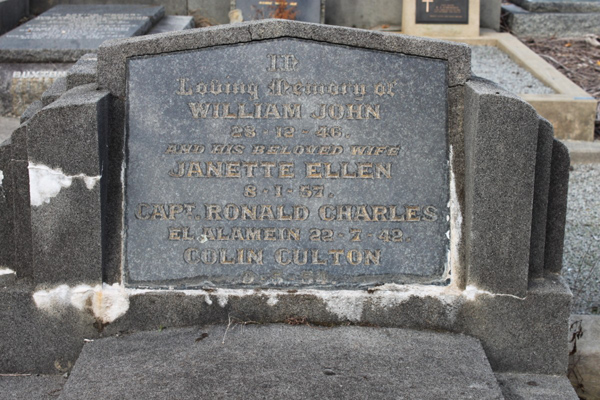 IN
Loving Memory of
WILLIAM JOHN
23-12-46.
AND HIS BELOVED WIFE
JANETTE ELLEN
8-1-57.
CAPT. RONALD CHARLES
EL ALAMEIN 22-7-42.
COLIN CULTON